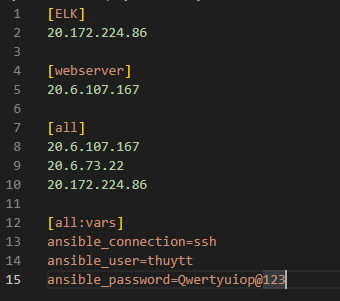 1 [ELK]
2 20.172.224.86
3
4 [webserver]
5 20.6.107.167
6
7 [all]
8 20.6.107.167
9 20.6.73.22
10 20.172.224.86
11
12 [all:vars]
13 ansible_connection=ssh
14 ansible_user=thuytt
15 ansible_password=Qwertyuiop@123